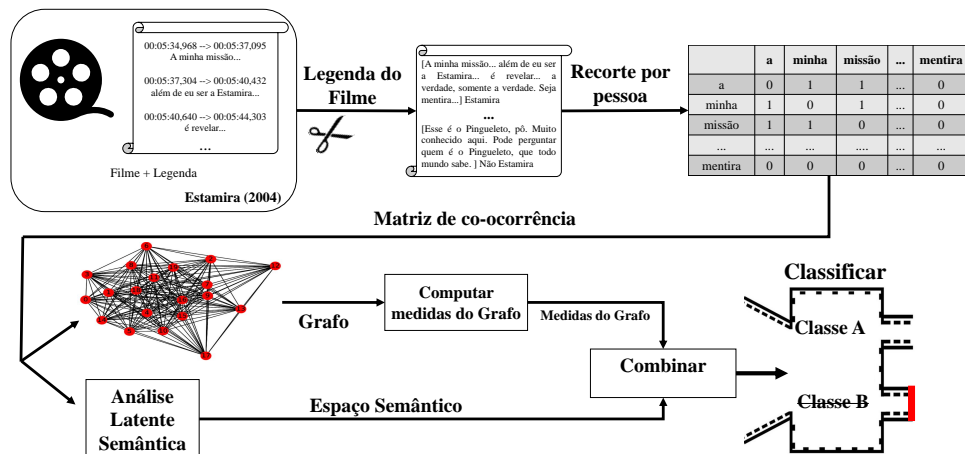 00:05:34,968 --> 00:05:37,095
A minha missão...
00:05:37,304 --> 00:05:40,432
além de eu ser a Estamira...
00:05:40,640 --> 00:05:44,303
é revelar...
...
Filme + Legenda
Estamira (2004)
Legenda do
Filme
[A minha missão... além de eu ser
a Estamira... é revelar... a
verdade, somente a verdade. Seja
mentira...] Estamira
...
[Esse é o Pingueleto, pô. Muito
conhecido aqui. Pode perguntar
quem é o Pingueleto, que todo
mundo sabe. ] Não Estamira
Recorte por
pessoa
a minha missão ... mentira
a 0 1 1 ... 0
minha 1 0 1 ... 0
missão 1 1 0 ... 0
... ... ... .... ... ...
mentira 0 0 0 ... 0
Matriz de co-ocorrência
Grafo
Computar
medidas do Grafo
Medidas do Grafo
Combinar
Classificar
Classe A
Classe B
Análise
Latente
Semântica
Espaço Semântico